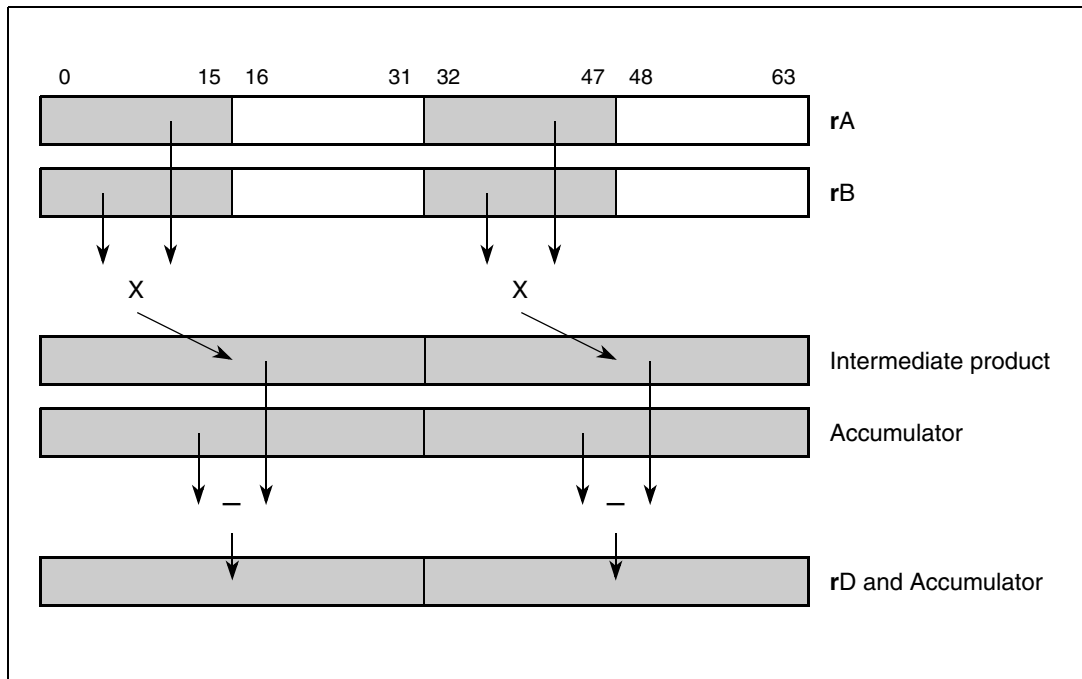 0 15 16 31 32 47 48 63
rA
rB
X X
Intermediate product
Accumulator
– –
rD and Accumulator